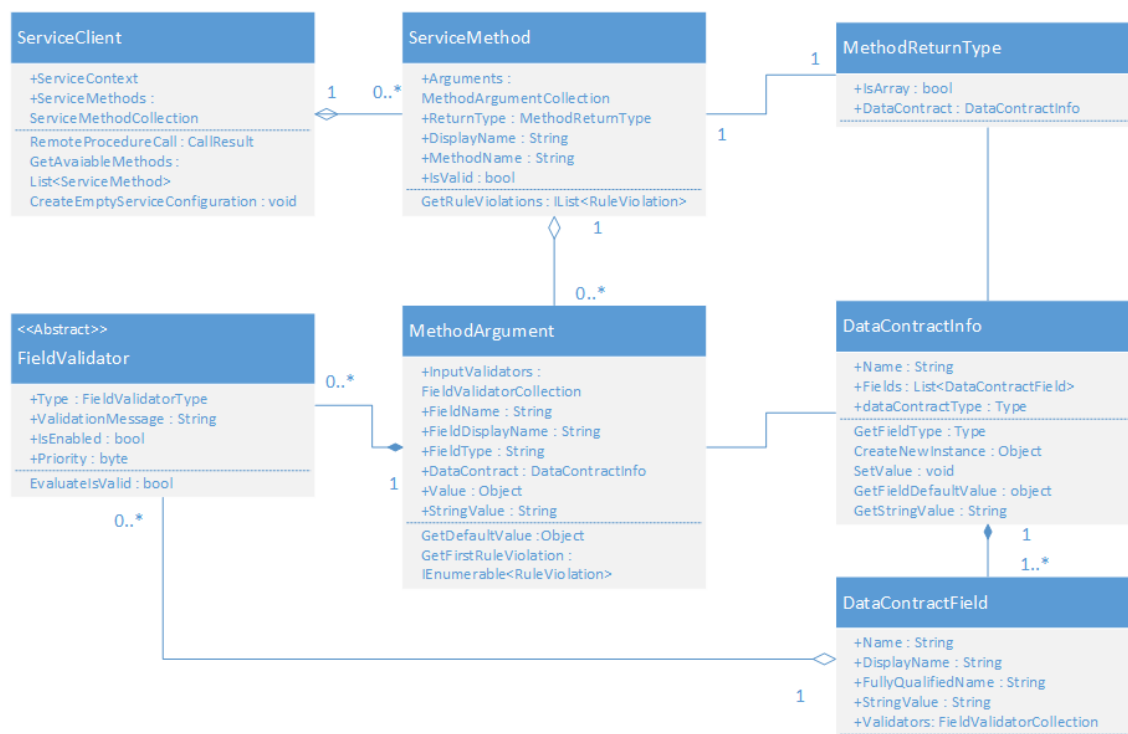 ServiceClient
+ServiceContext
+ServiceMethods :
ServiceMethodCollection
RemoteProcedureCall : CallResult
GetAvaiableMethods :
List<ServiceMethod>
CreateEmptyServiceConfiguration : void
1
0..*
ServiceMethod
+Arguments :
MethodArgumentCollection
+ReturnType : MethodReturnType
+DisplayName : String
+MethodName : String
+IsValid : bool
GetRuleViolations : IList<RuleViolation>
1
1
MethodReturnType
+IsArray : bool
+DataContract : DataContractInfo
1
0..*
<<Abstract>>
FieldValidator
+Type : FieldValidatorType
+ValidationMessage : String
+IsEnabled : bool
+Priority : byte
EvaluateIsValid : bool
0..*
1
0..*
MethodArgument
+InputValidators :
FieldValidatorCollection
+FieldName : String
+FieldDisplayName : String
+FieldType : String
+DataContract : DataContractInfo
+Value : Object
+StringValue : String
GetDefaultValue :Object
GetFirstRuleViolation :
IEnumerable<RuleViolation>
DataContractInfo
+Name : String
+Fields : List<DataContractField>
+dataContractType : Type
GetFieldType : Type
CreateNewInstance : Object
SetValue : void
GetFieldDefaultValue : object
GetStringValue : String
1
1..*
DataContractField
+Name : String
+DisplayName : String
+FullyQualifiedName : String
+StringValue : String
+Validators: FieldValidatorCollection
1